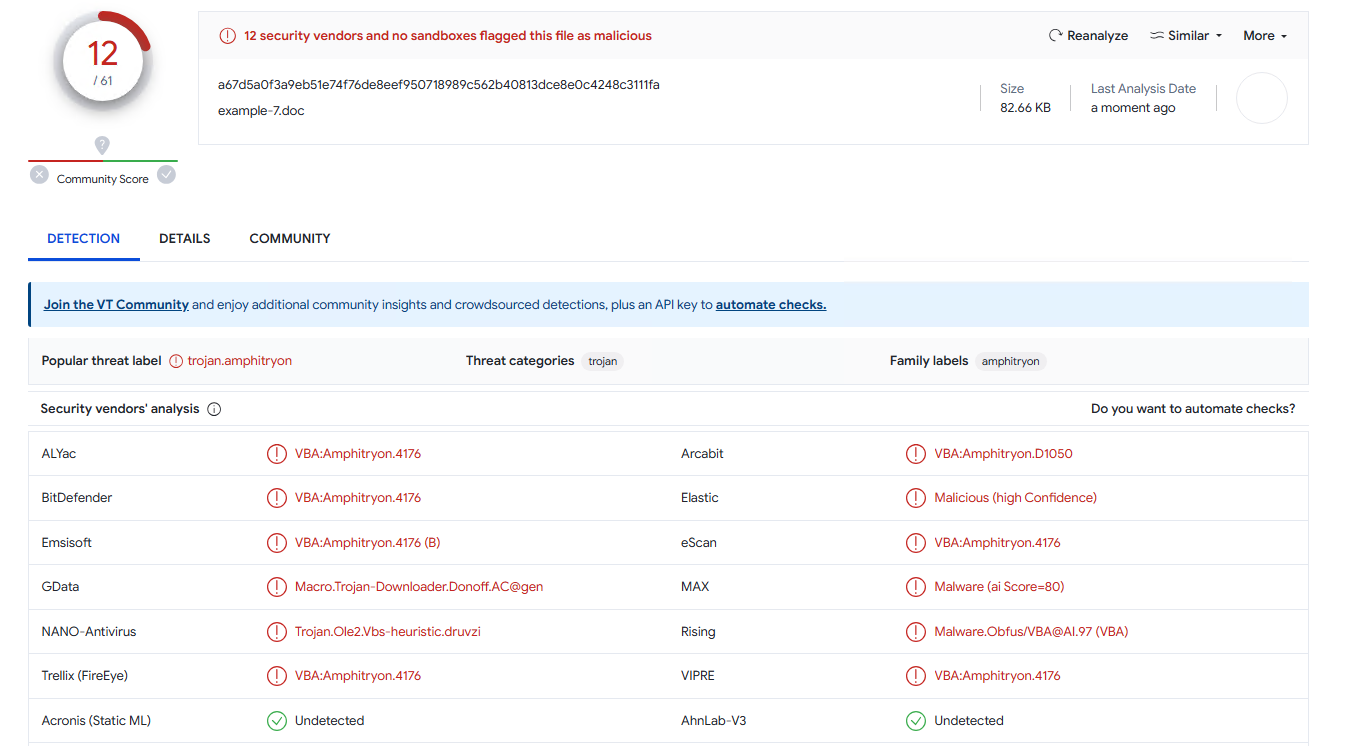 12
/ 61
Community Score
12 security vendors and no sandboxes flagged this file as malicious
Reanalyze
Similar
More
a67d5a0f3a9eb51e74f76de8eef950718989c562b40813dce8e0c4248c3111fa
example-7.doc
Size
82.66 KB
Last Analysis Date
a moment ago
DETECTION
DETAILS
COMMUNITY
Join the VT Community and enjoy additional community insights and crowdsourced detections, plus an API key to automate checks.
Popular threat label trojan.amphitryon
Threat categories trojan
Family labels amphitryon
Security vendors' analysis
Do you want to automate checks?
ALYac VBA:Amphitryon.4176 Arcabit VBA:Amphitryon.D1050
BitDefender VBA:Amphitryon.4176 Elastic Malicious (high Confidence)
Emsisoft VBA:Amphitryon.4176 (B) eScan VBA:Amphitryon.4176
GData Macro.Trojan-Downloader.Donoff.AC@gen MAX Malware (ai Score=80)
NANO-Antivirus Trojan.Ole2.Vbs-heuristic.druvzi Rising Malware.Obfus/VBA@AI.97 (VBA)
Trellix (FireEye) VBA:Amphitryon.4176 VIPRE VBA:Amphitryon.4176
Acronis (Static ML) Undetected AhnLab-V3 Undetected